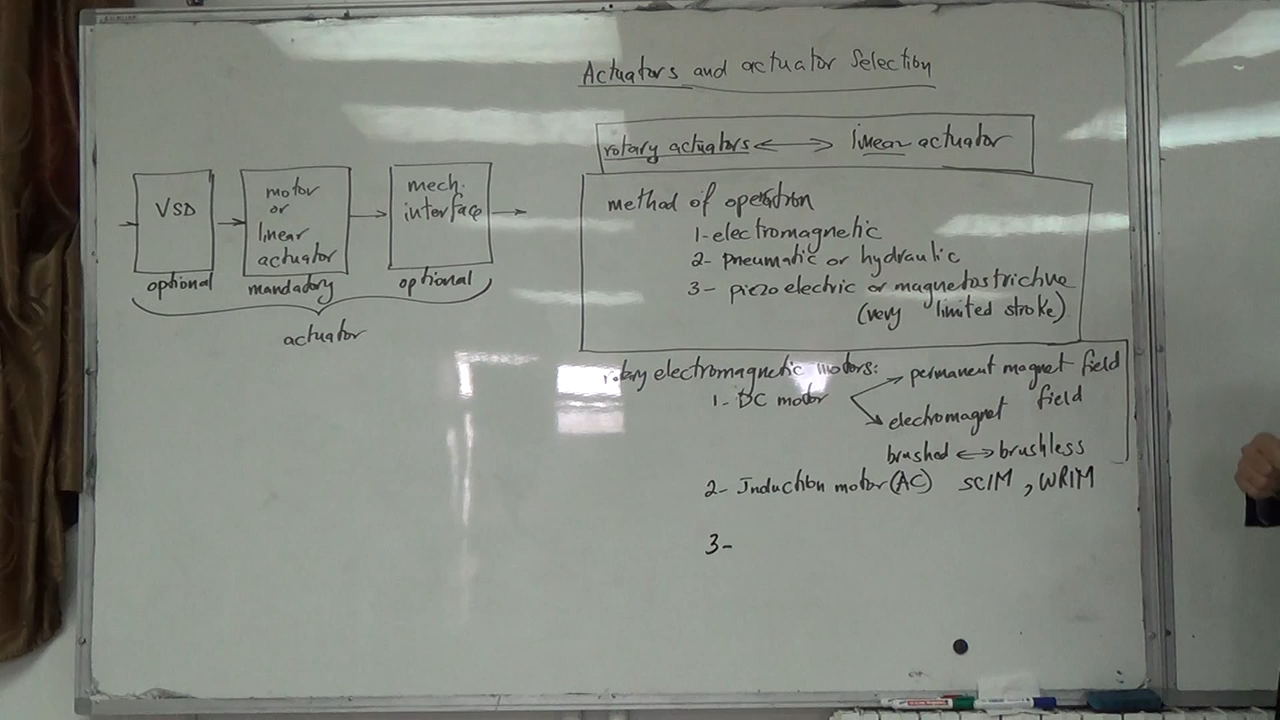 Actuators and actuator Selection
rotary actuators ⟷ linear actuator
VSD
optional
motor
or
linear
actuator
mandatory
mech.
interface
optional
actuator
method of operation
1-electromagnetic
2- pneumatic or hydraulic
3- piezoelectric or magnetostrictive
(very limited stroke)
rotary electromagnetic motors:
1- DC motor
permanent magnet field
electromagnet field
brushed ⟷ brushless
2- Induction motor (AC) SCIM , WRIM
3-